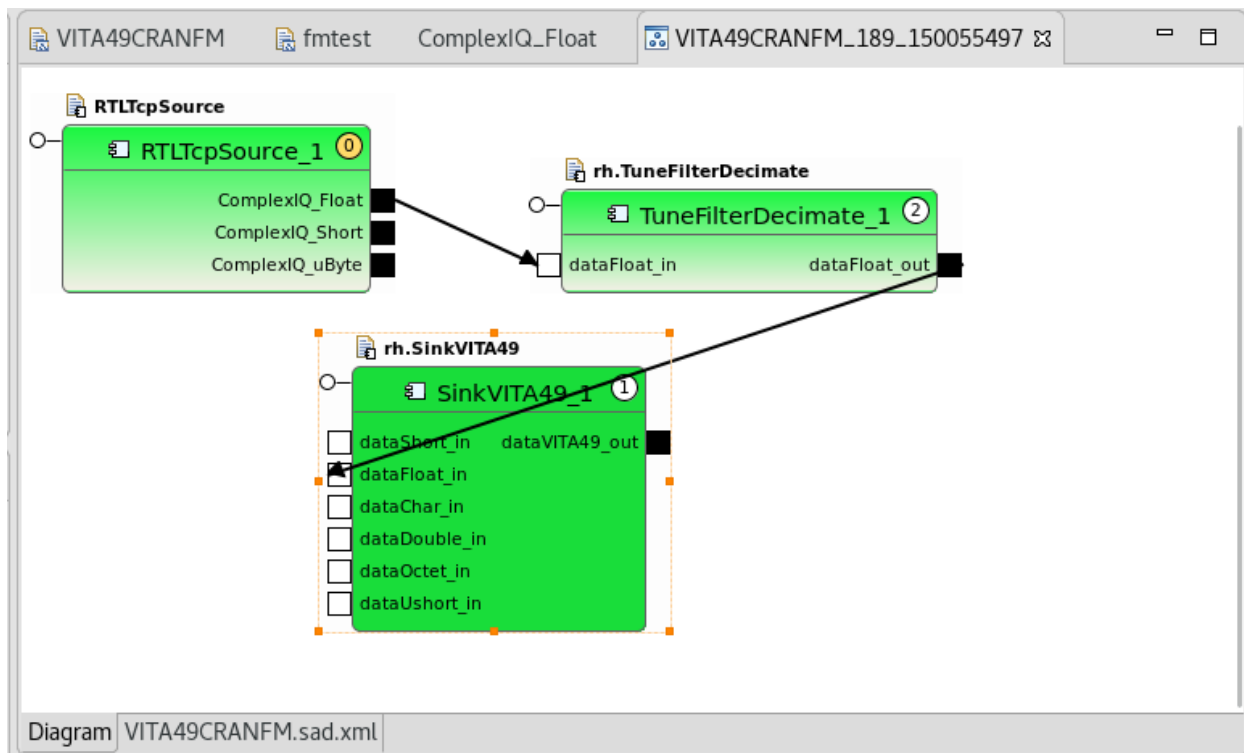 VITA49CRANFM fmtest ComplexIQ_Float VITA49CRANFM_189_150055497
RTLTcpSource
RTLTcpSource_1 0
ComplexIQ_Float
ComplexIQ_Short
ComplexIQ_uByte
rh.TuneFilterDecimate
TuneFilterDecimate_1 2
dataFloat_in dataFloat_out
rh.SinkVITA49
SinkVITA49_1 1
dataShort_in dataVITA49_out
dataFloat_in
dataChar_in
dataDouble_in
dataOctet_in
dataUshort_in
Diagram VITA49CRANFM.sad.xml